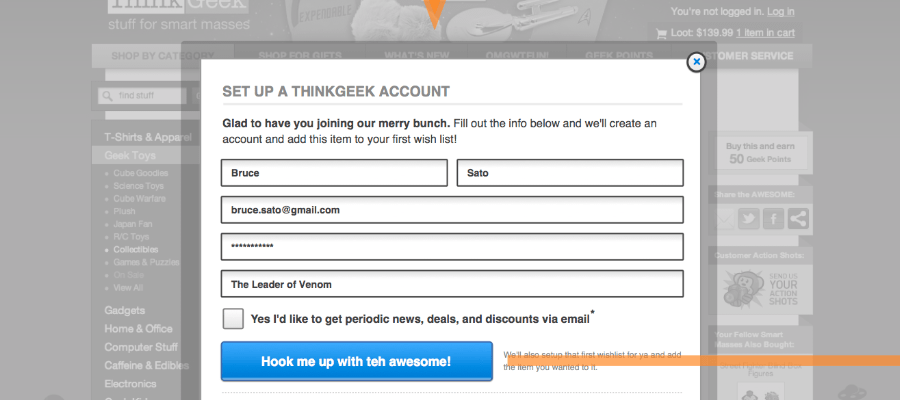 ThinkGeek
stuff for smart masses
EXPENDABLE
You're not logged in. Log in
Loot: $139.99 1 item in cart
SHOP BY CATEGORY
SHOP FOR GIFTS
WHAT'S NEW
OMGWTFUN!
GEEK POINTS
TOMER SERVICE
find stuff
T-Shirts & Apparel
Geek Toys
Cube Goodies
Science Toys
Cube Warfare
Plush
Japan Fan
R/C Toys
Collectibles
Games & Puzzles
On Sale
View All
Gadgets
Home & Office
Computer Stuff
Caffeine & Edibles
Electronics
SET UP A THINKGEEK ACCOUNT
Glad to have you joining our merry bunch. Fill out the info below and we'll create an
account and add this item to your first wish list!
Bruce
Sato
bruce.sato@gmail.com
***********
The Leader of Venom
Yes I'd like to get periodic news, deals, and discounts via email*
Hook me up with teh awesome!
We'll also setup that first wishlist for ya and add
the item you wanted to it.
Buy this and earn
50 Geek Points
Share the AWESOME:
Customer Action Shots:
SEND US
YOUR
ACTION
SHOTS
Your Fellow Smart
Masses Also Bought:
Figures